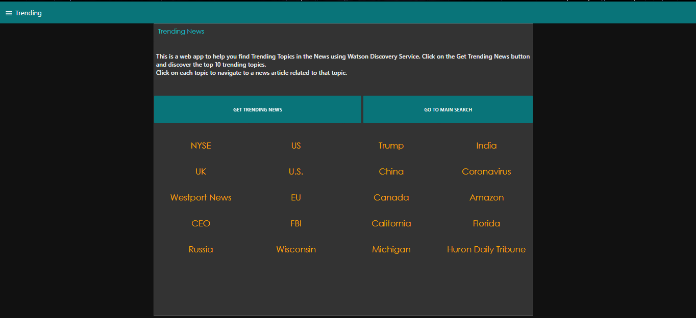 Trending
Trending News
This is a web app to help you find Trending Topics in the News using Watson Discovery Service. Click on the Get Trending News button
and discover the top 10 trending topics.
Click on each topic to navigate to a news article related to that topic.
GET TRENDING NEWS GO TO MAIN SEARCH
NYSE US Trump India
UK U.S. China Coronavirus
Westport News EU Canada Amazon
CEO FBI California Florida
Russia Wisconsin Michigan Huron Daily Tribune